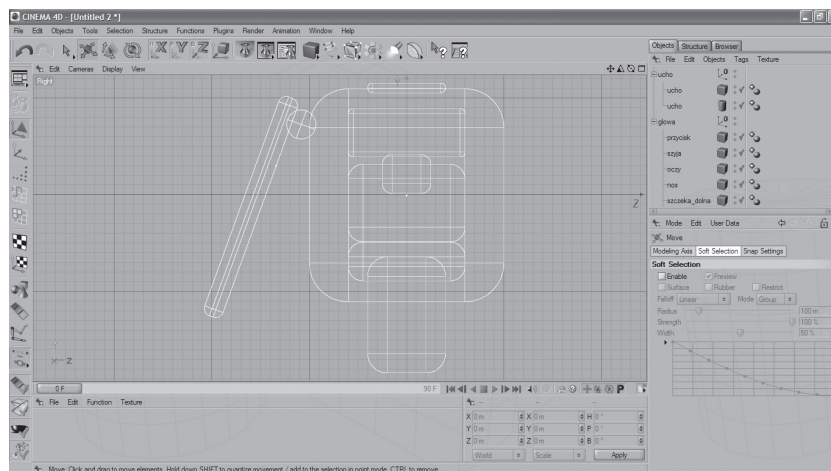 CINEMA 4D - [Untitled 2 *]
File Edit Objects Tools Selection Structure Functions Plugins Render Animation Window Help
Objects Structure Browser
File Edit Objects Tags Texture
ucho
ucho
ucho
glowa
przycisk
szyja
oczy
nos
szczeka_dolna
Edit Cameras Display View
Right
Y
Z
Y
Z
Mode Edit User Data
Move
Modeling Axis Soft Selection Snap Settings
Soft Selection
Enable Preview
Surface Rubber Restrict
Falloff Linear Mode Group
Radius 100 m
Strength 100 %
Width 50 %
0 F 90 F
File Edit Function Texture
X 0 m X 0 m H 0 °
Y 0 m Y 0 m P 0 °
Z 0 m Z 0 m B 0 °
World Scale Apply
Move: Click and drag to move elements. Hold down SHIFT to quantize movement / add to the selection in point mode, CTRL to remove.